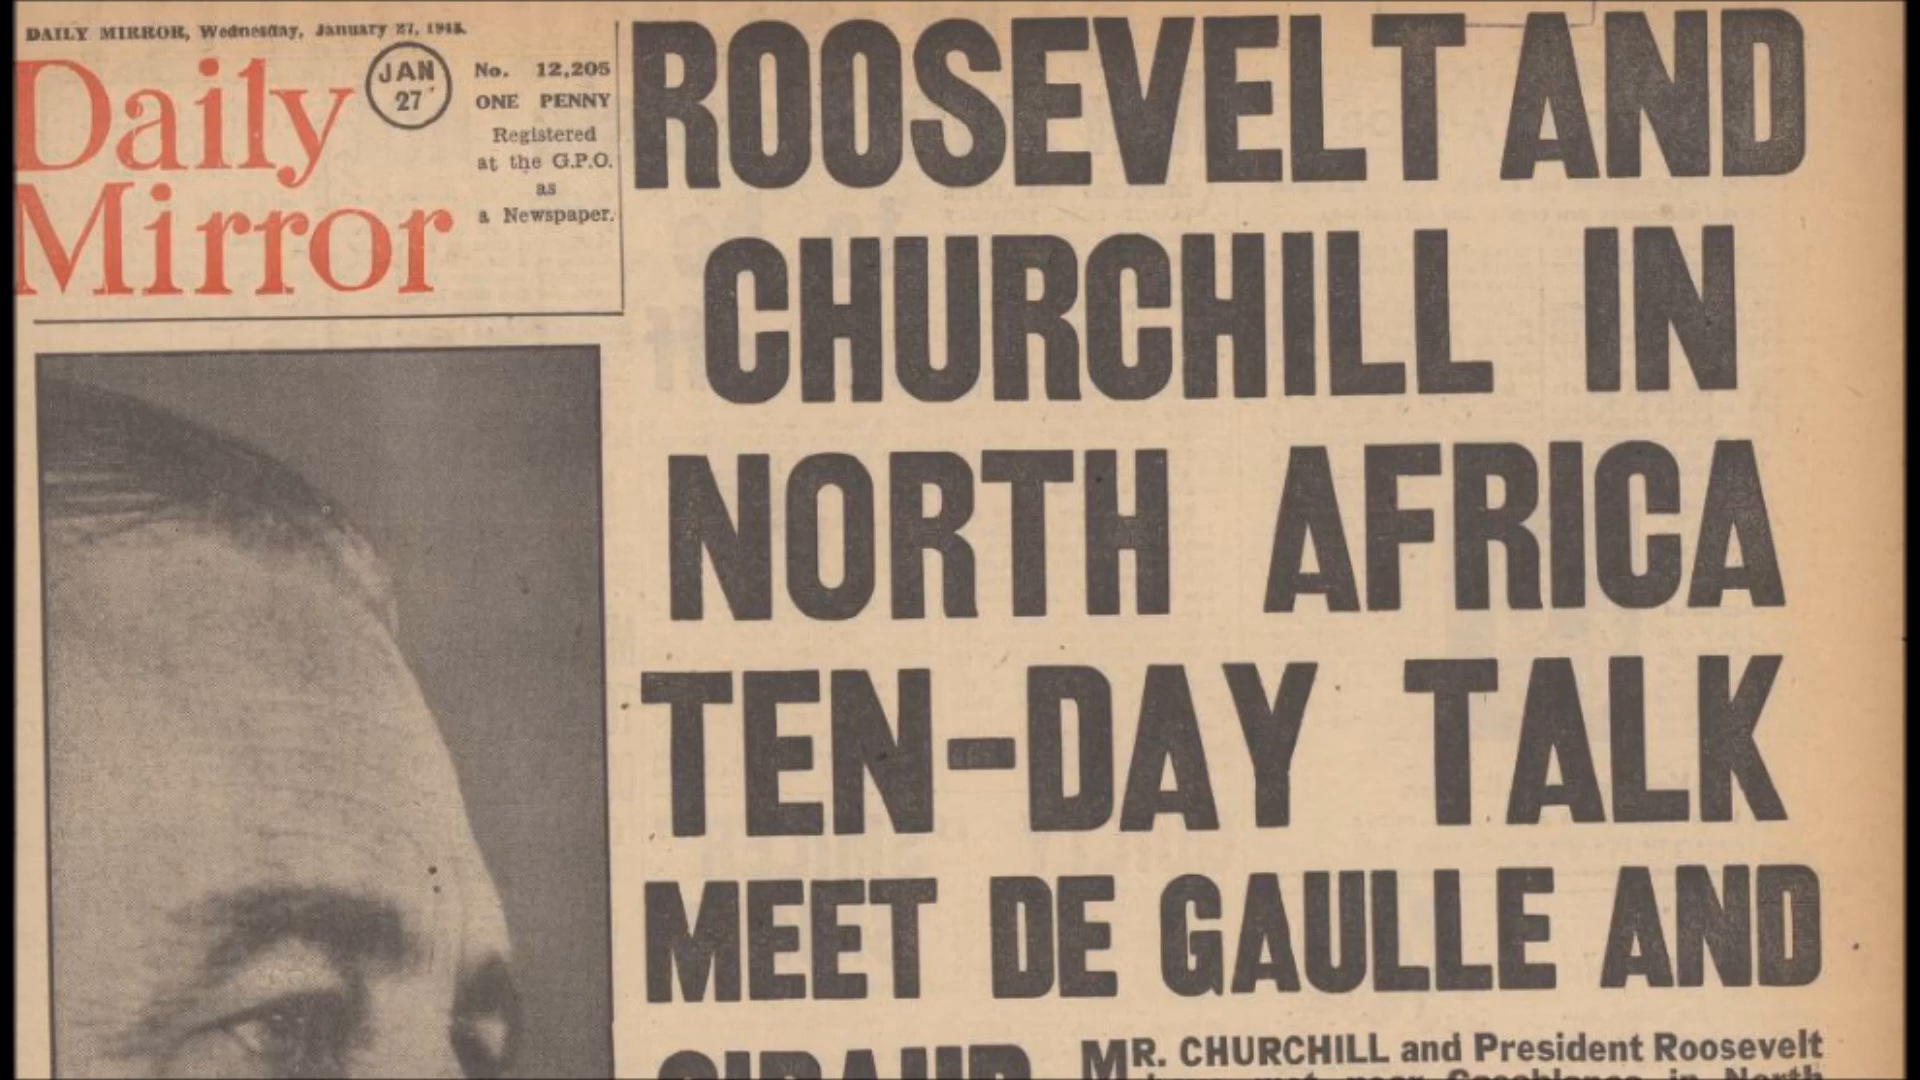 DAILY MIRROR, Wednesday, January 27, 1943.
Daily
Mirror
JAN
27
No. 12,205
ONE PENNY
Registered
at the G.P.O.
as
a Newspaper.
ROOSEVELT AND
CHURCHILL IN
NORTH AFRICA
TEN-DAY TALK
MEET DE GAULLE AND
GIRAUD
MR. CHURCHILL and President Roosevelt